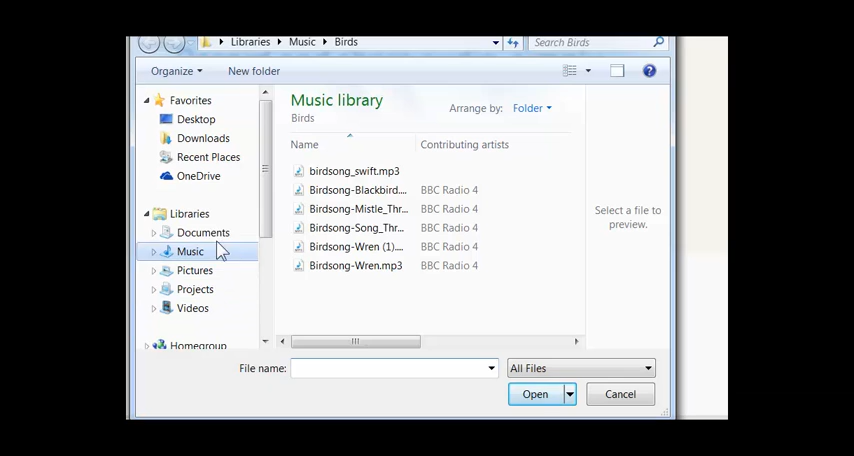 Libraries Music Birds Search Birds
Organize New folder
Favorites
Desktop
Downloads
Recent Places
OneDrive
Libraries
Documents
Music
Pictures
Projects
Videos
Homegroup
Music library
Birds
Arrange by: Folder
Name Contributing artists
birdsong_swift.mp3
Birdsong-Blackbird.... BBC Radio 4
Birdsong-Mistle_Thr... BBC Radio 4
Birdsong-Song_Thr... BBC Radio 4
Birdsong-Wren (1).... BBC Radio 4
Birdsong-Wren.mp3 BBC Radio 4
Select a file to
preview.
File name: All Files
Open Cancel